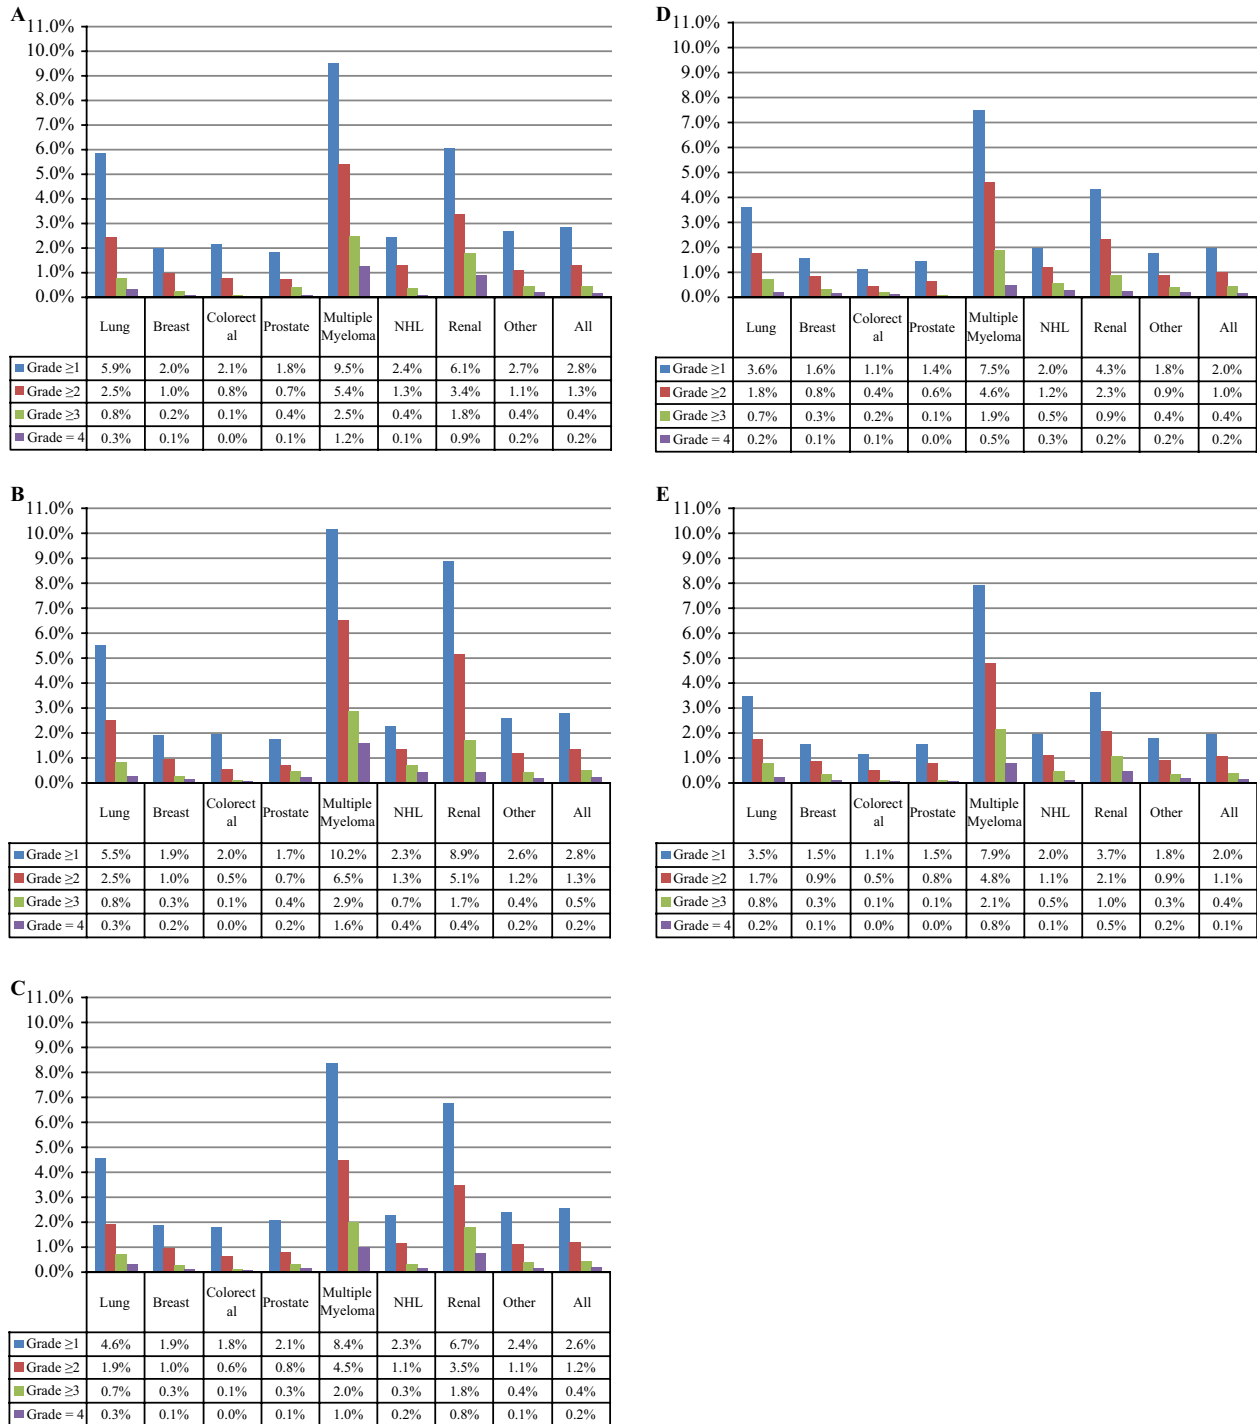 A
11.0%
10.0%
9.0%
8.0%
7.0%
6.0%
5.0%
4.0%
3.0%
2.0%
1.0%
0.0%
Lung Breast Colorect al Prostate Multiple Myeloma NHL Renal Other All
Grade ≥1 5.9% 2.0% 2.1% 1.8% 9.5% 2.4% 6.1% 2.7% 2.8%
Grade ≥2 2.5% 1.0% 0.8% 0.7% 5.4% 1.3% 3.4% 1.1% 1.3%
Grade ≥3 0.8% 0.2% 0.1% 0.4% 2.5% 0.4% 1.8% 0.4% 0.4%
Grade = 4 0.3% 0.1% 0.0% 0.1% 1.2% 0.1% 0.9% 0.2% 0.2%
B
11.0%
10.0%
9.0%
8.0%
7.0%
6.0%
5.0%
4.0%
3.0%
2.0%
1.0%
0.0%
Lung Breast Colorect al Prostate Multiple Myeloma NHL Renal Other All
Grade ≥1 5.5% 1.9% 2.0% 1.7% 10.2% 2.3% 8.9% 2.6% 2.8%
Grade ≥2 2.5% 1.0% 0.5% 0.7% 6.5% 1.3% 5.1% 1.2% 1.3%
Grade ≥3 0.8% 0.3% 0.1% 0.4% 2.9% 0.7% 1.7% 0.4% 0.5%
Grade = 4 0.3% 0.2% 0.0% 0.2% 1.6% 0.4% 0.4% 0.2% 0.2%
C
11.0%
10.0%
9.0%
8.0%
7.0%
6.0%
5.0%
4.0%
3.0%
2.0%
1.0%
0.0%
Lung Breast Colorect al Prostate Multiple Myeloma NHL Renal Other All
Grade ≥1 4.6% 1.9% 1.8% 2.1% 8.4% 2.3% 6.7% 2.4% 2.6%
Grade ≥2 1.9% 1.0% 0.6% 0.8% 4.5% 1.1% 3.5% 1.1% 1.2%
Grade ≥3 0.7% 0.3% 0.1% 0.3% 2.0% 0.3% 1.8% 0.4% 0.4%
Grade = 4 0.3% 0.1% 0.0% 0.1% 1.0% 0.2% 0.8% 0.1% 0.2%
D
11.0%
10.0%
9.0%
8.0%
7.0%
6.0%
5.0%
4.0%
3.0%
2.0%
1.0%
0.0%
Lung Breast Colorect al Prostate Multiple Myeloma NHL Renal Other All
Grade ≥1 3.6% 1.6% 1.1% 1.4% 7.5% 2.0% 4.3% 1.8% 2.0%
Grade ≥2 1.8% 0.8% 0.4% 0.6% 4.6% 1.2% 2.3% 0.9% 1.0%
Grade ≥3 0.7% 0.3% 0.2% 0.1% 1.9% 0.5% 0.9% 0.4% 0.4%
Grade = 4 0.2% 0.1% 0.1% 0.0% 0.5% 0.3% 0.2% 0.2% 0.2%
E
11.0%
10.0%
9.0%
8.0%
7.0%
6.0%
5.0%
4.0%
3.0%
2.0%
1.0%
0.0%
Lung Breast Colorect al Prostate Multiple Myeloma NHL Renal Other All
Grade ≥1 3.5% 1.5% 1.1% 1.5% 7.9% 2.0% 3.7% 1.8% 2.0%
Grade ≥2 1.7% 0.9% 0.5% 0.8% 4.8% 1.1% 2.1% 0.9% 1.1%
Grade ≥3 0.8% 0.3% 0.1% 0.1% 2.1% 0.5% 1.0% 0.3% 0.4%
Grade = 4 0.2% 0.1% 0.0% 0.0% 0.8% 0.1% 0.5% 0.2% 0.1%